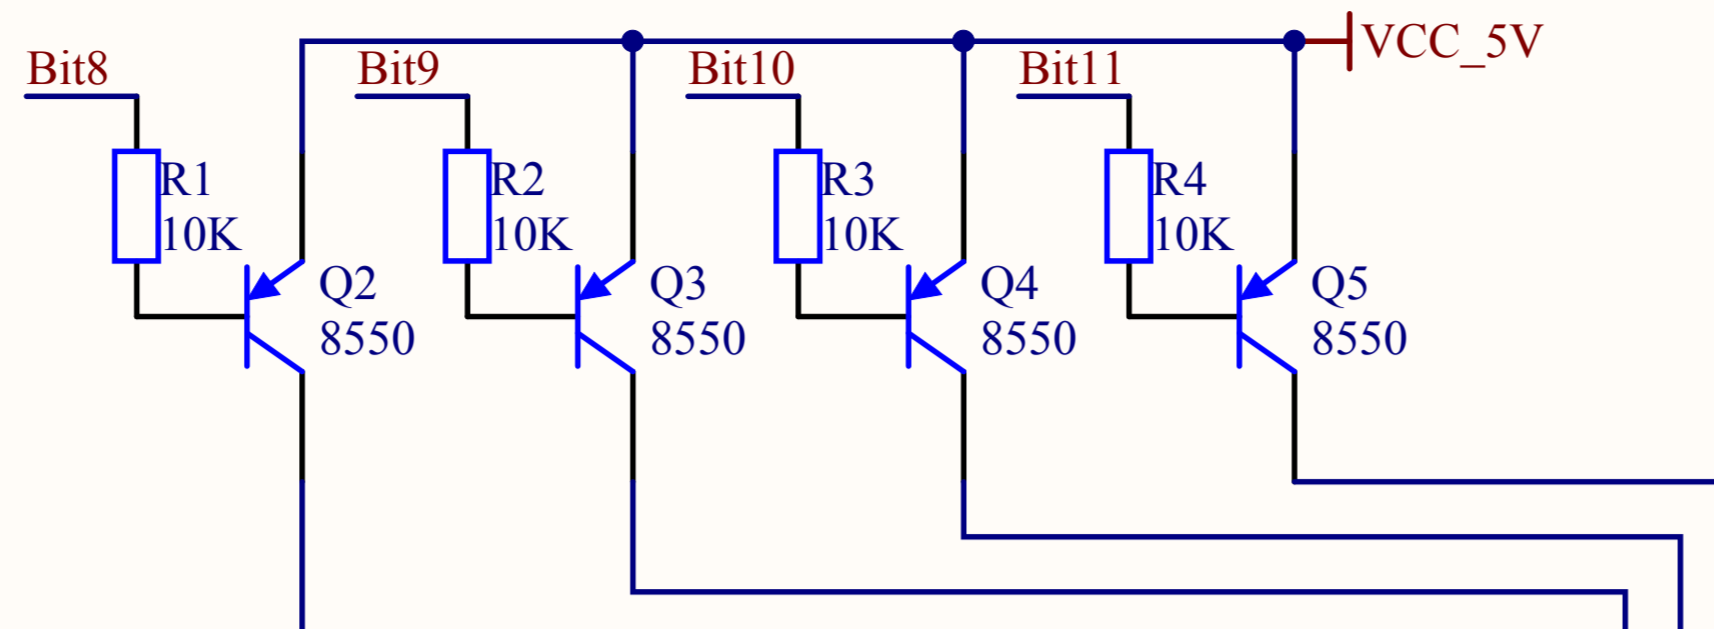 VCC_5V
Bit8
Bit9
Bit10
Bit11
R1
10K
R2
10K
R3
10K
R4
10K
Q2
8550
Q3
8550
Q4
8550
Q5
8550